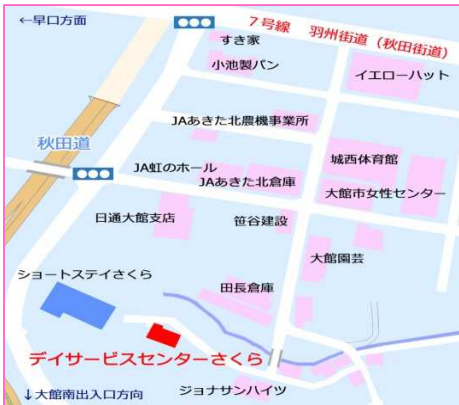 ←早口方面
7号線 羽州街道（秋田街道）
すき家
小池製パン
イエローハット
JAあきた北農機事業所
秋田道
城西体育館
JA虹のホール
JAあきた北倉庫
大館市女性センター
日通大館支店
笹谷建設
大館園芸
ショートステイさくら
田長倉庫
デイサービスセンターさくら
↓大館南出入口方向
ジョナサンハイツ